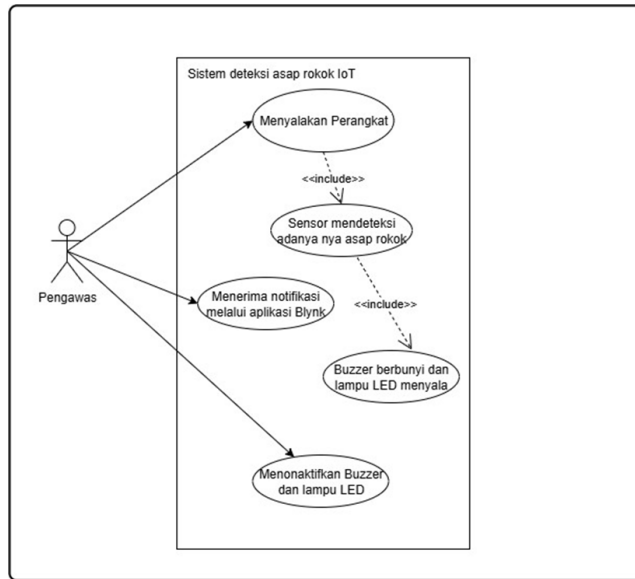 Sistem deteksi asap rokok IoT
Menyalakan Perangkat
<<include>>
Sensor mendeteksi
adanya nya asap rokok
Pengawas
Menerima notifikasi
melalui aplikasi Blynk
<<include>>
Buzzer berbunyi dan
lampu LED menyala
Menonaktifkan Buzzer
dan lampu LED